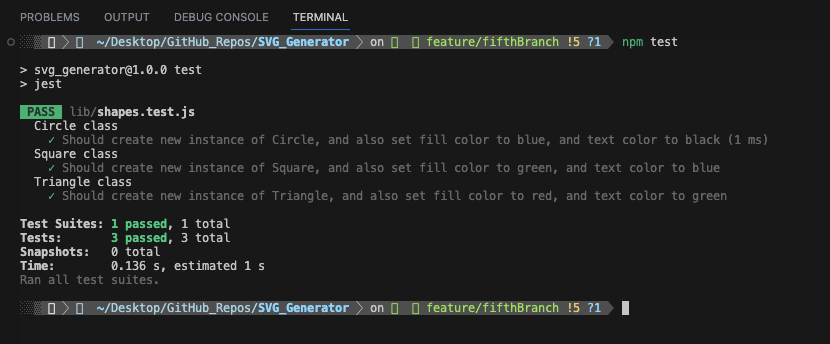 PROBLEMS OUTPUT DEBUG CONSOLE TERMINAL
~/Desktop/GitHub_Repos/SVG_Generator on feature/fifthBranch !5 ?1 npm test
> svg_generator@1.0.0 test
> jest
PASS lib/shapes.test.js
Circle class
✓ Should create new instance of Circle, and also set fill color to blue, and text color to black (1 ms)
Square class
✓ Should create new instance of Square, and also set fill color to green, and text color to blue
Triangle class
✓ Should create new instance of Triangle, and also set fill color to red, and text color to green
Test Suites: 1 passed, 1 total
Tests: 3 passed, 3 total
Snapshots: 0 total
Time: 0.136 s, estimated 1 s
Ran all test suites.
~/Desktop/GitHub_Repos/SVG_Generator on feature/fifthBranch !5 ?1